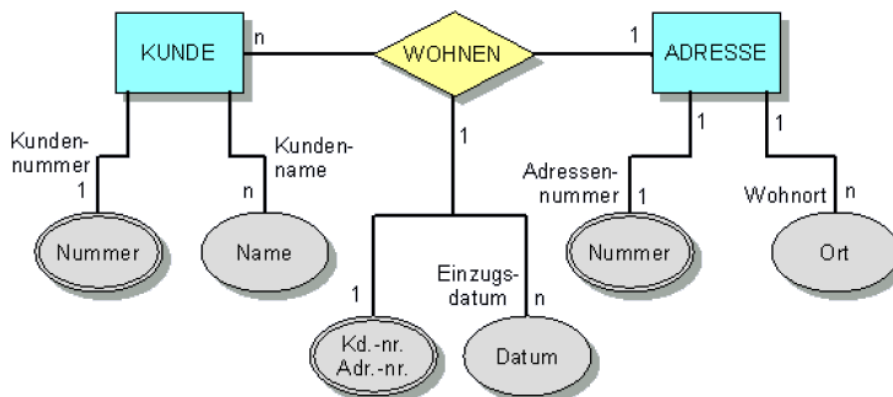 KUNDE
n
WOHNEN
1
ADRESSE
Kunden-
nummer
1
Kunden-
name
n
1
Adressen-
nummer
1
1
1
Wohnort
n
Nummer
Name
Nummer
Ort
1
Einzugs-
datum
n
Kd.-nr.
Adr.-nr.
Datum